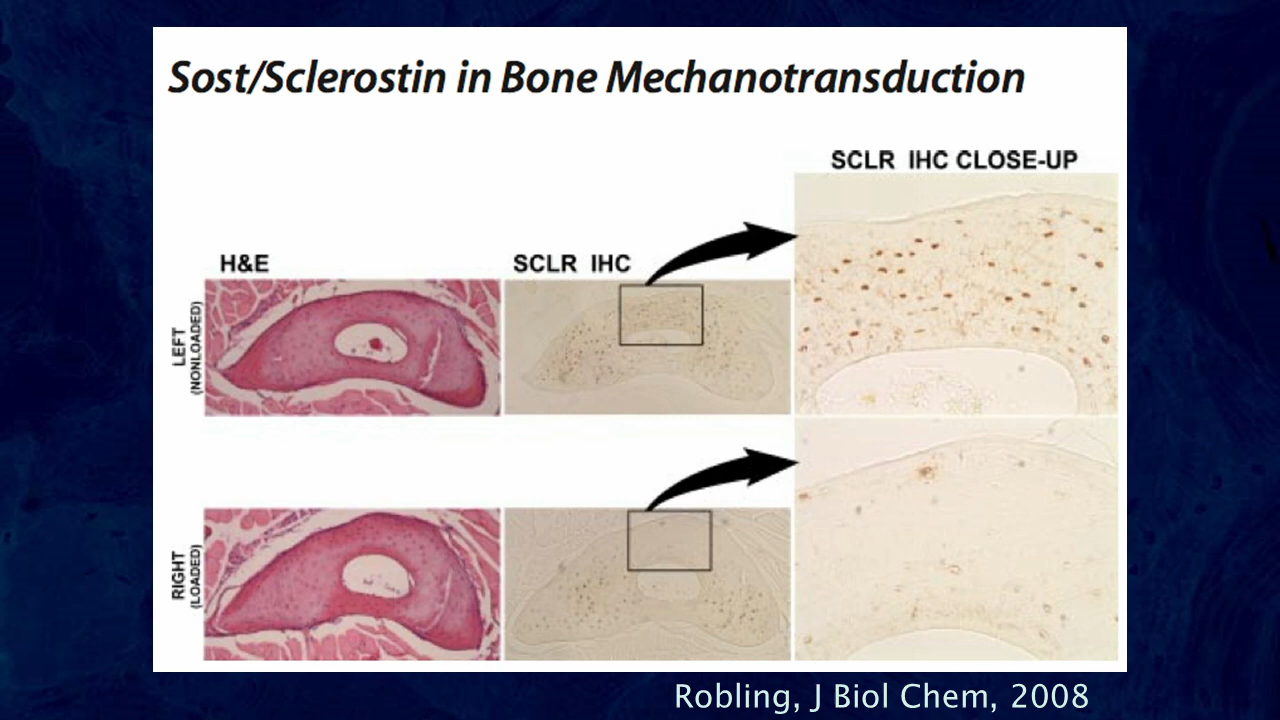 Sost/Sclerostin in Bone Mechanotransduction
SCLR IHC CLOSE-UP
H&E
SCLR IHC
LEFT
(NONLOADED)
RIGHT
(LOADED)
Robling, J Biol Chem, 2008